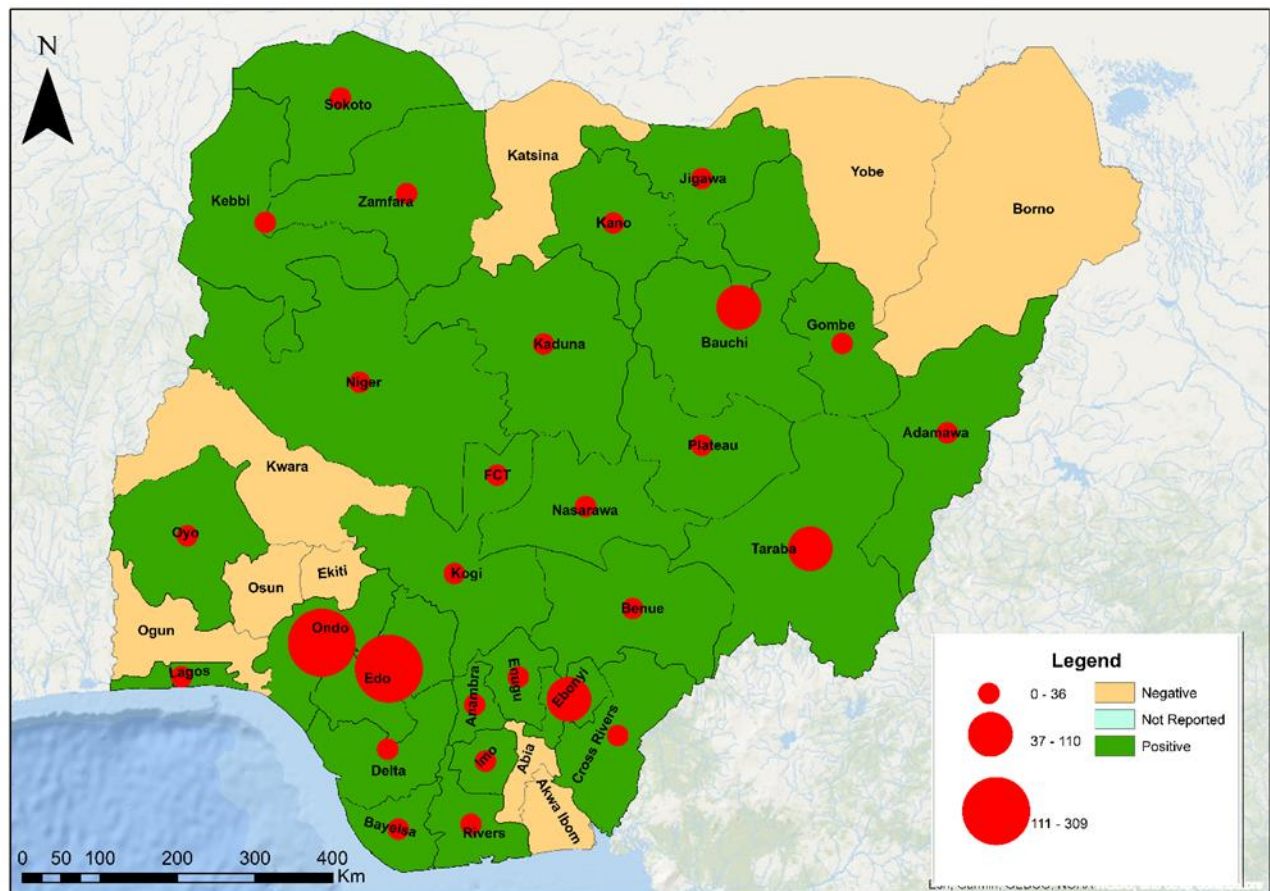 N
Sokoto
Katsina
Jigawa
Yobe
Kebbi
Zamfara
Kano
Borno
Gombe
Kaduna
Bauchi
Niger
Adamawa
Plateau
Kwara
FCT
Nasarawa
Oyo
Taraba
Ekiti
Kogi
Osun
Benue
Ogun
Ondo
Edo
Lagos
Enugu
Ebonyi
Anambra
Cross Rivers
Imo
Abia
Delta
Akwa Ibom
Bayelsa
Rivers
Legend
0 - 36
37 - 110
111 - 309
Negative
Not Reported
Positive
0 50 100 200 300 400
Km